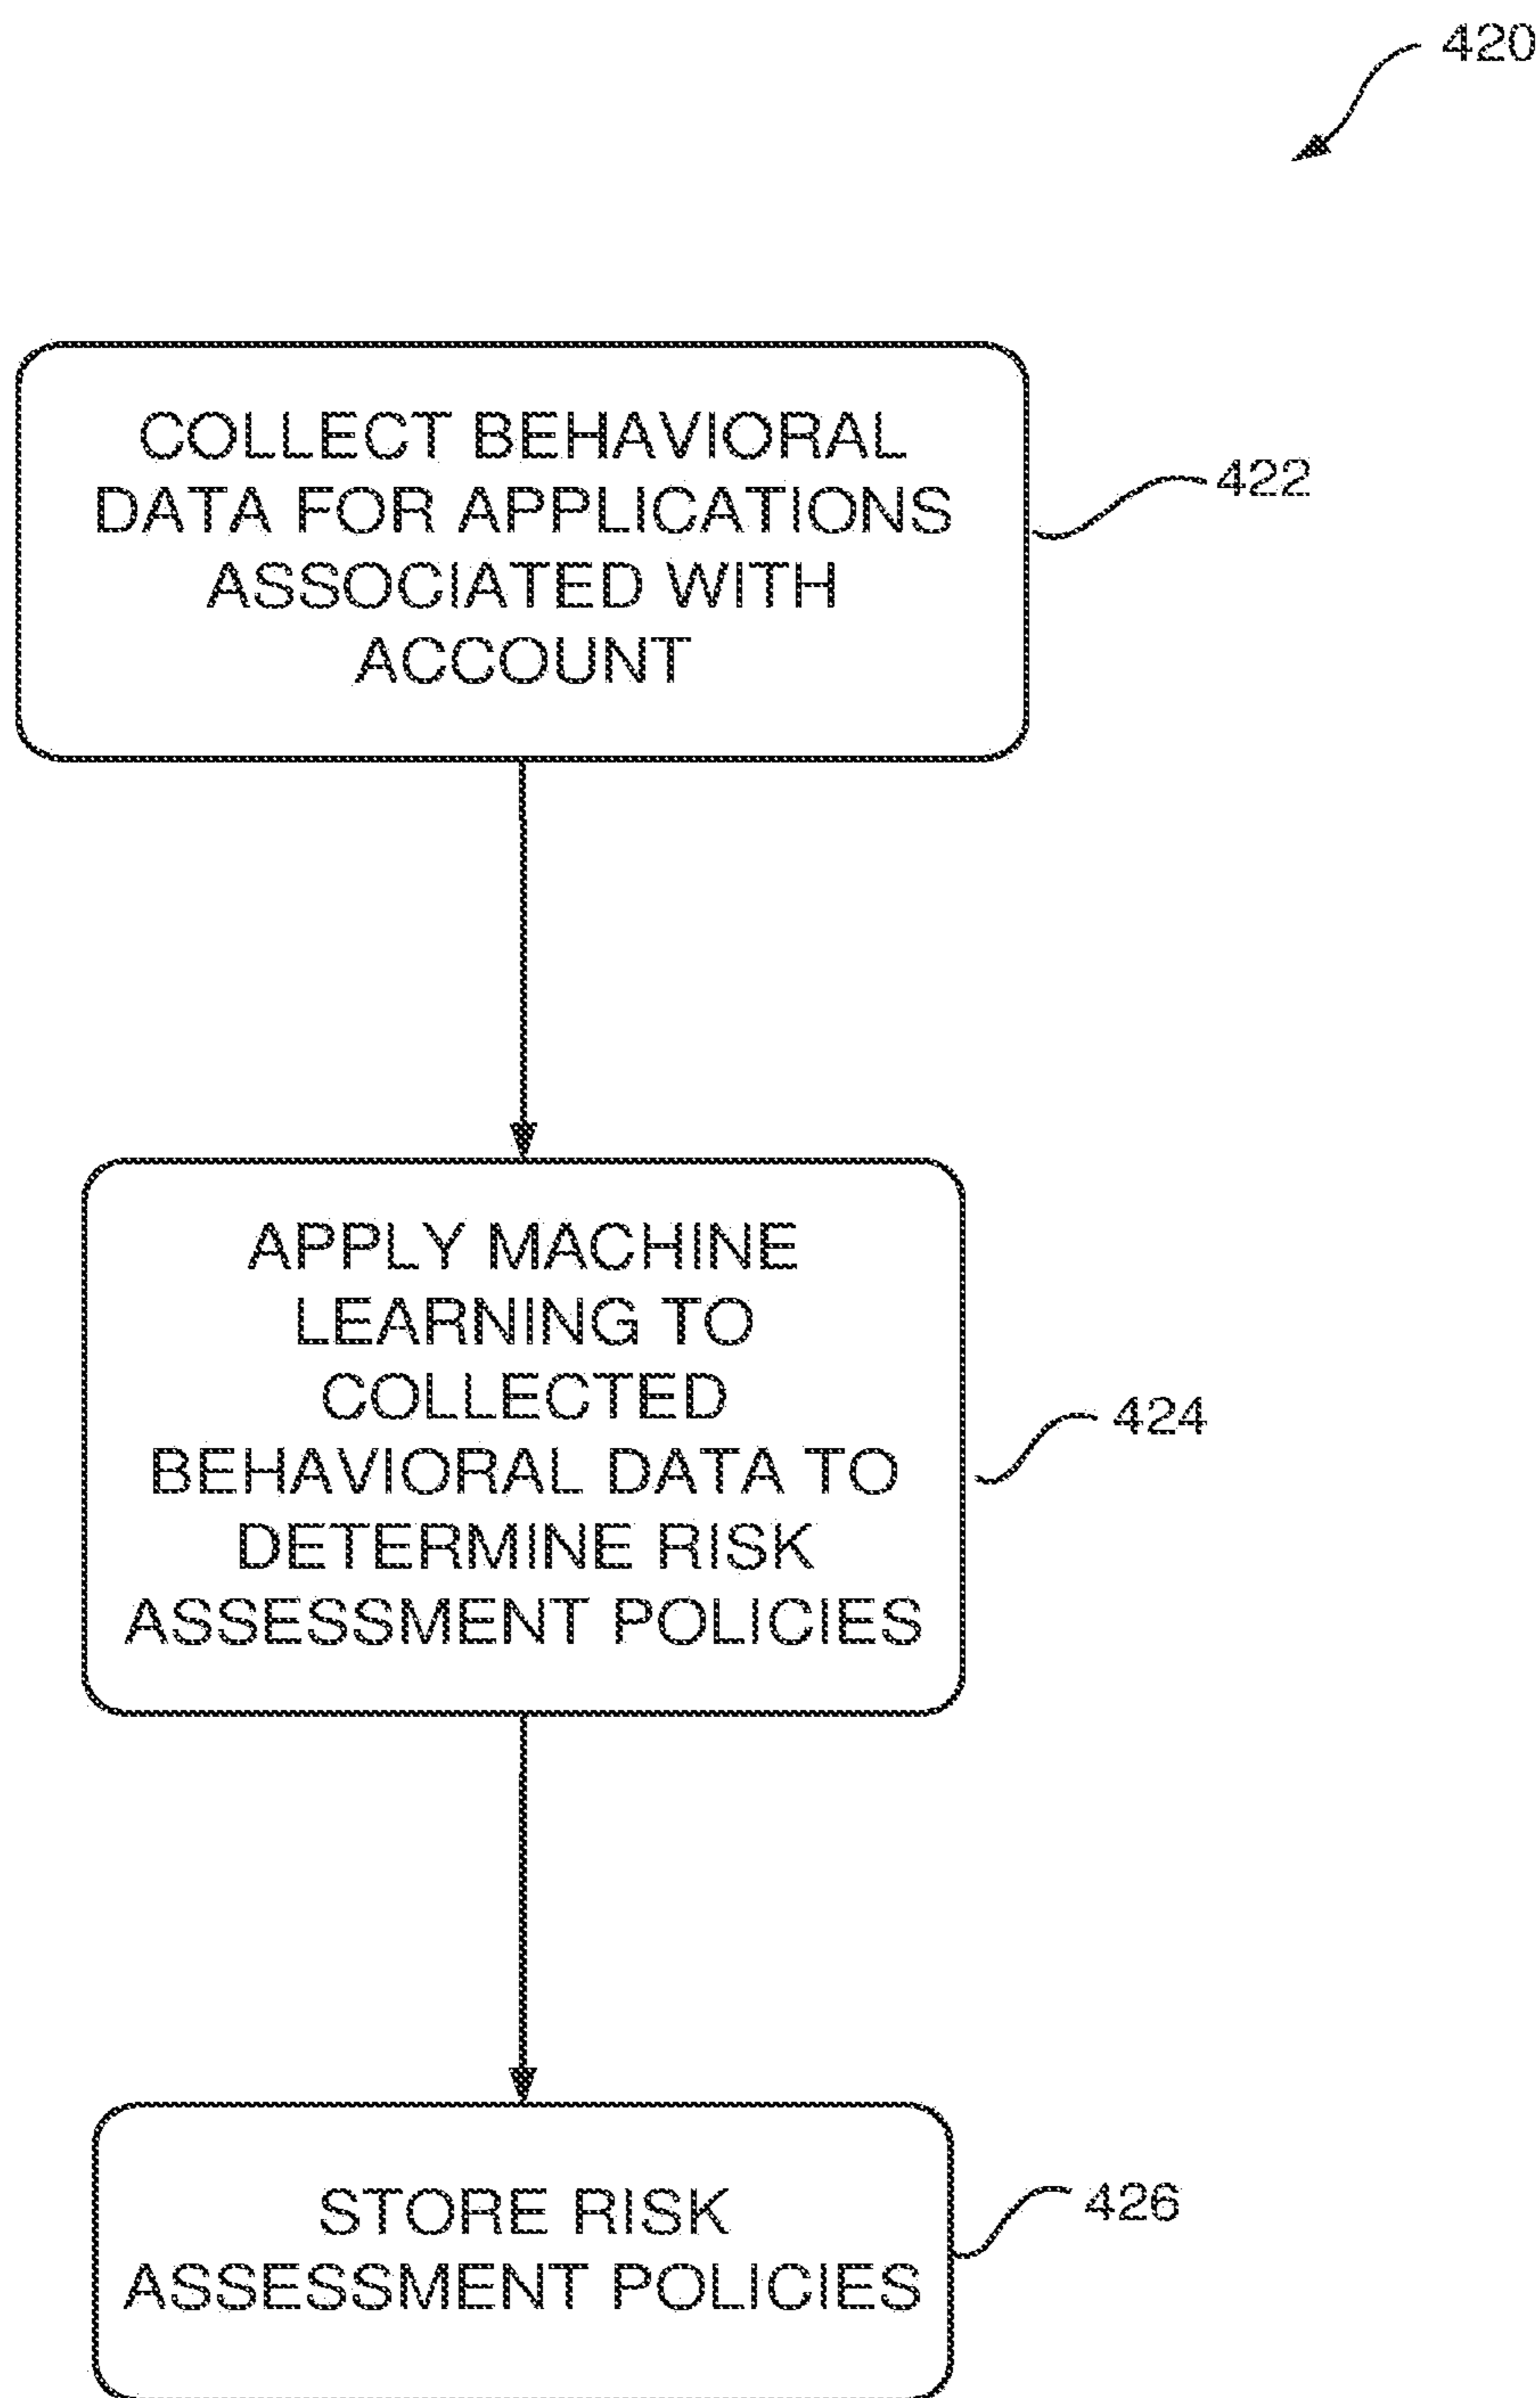 420
COLLECT BEHAVIORAL
DATA FOR APPLICATIONS
ASSOCIATED WITH
ACCOUNT
422
APPLY MACHINE
LEARNING TO
COLLECTED
BEHAVIORAL DATA TO
DETERMINE RISK
ASSESSMENT POLICIES
424
STORE RISK
ASSESSMENT POLICIES
426